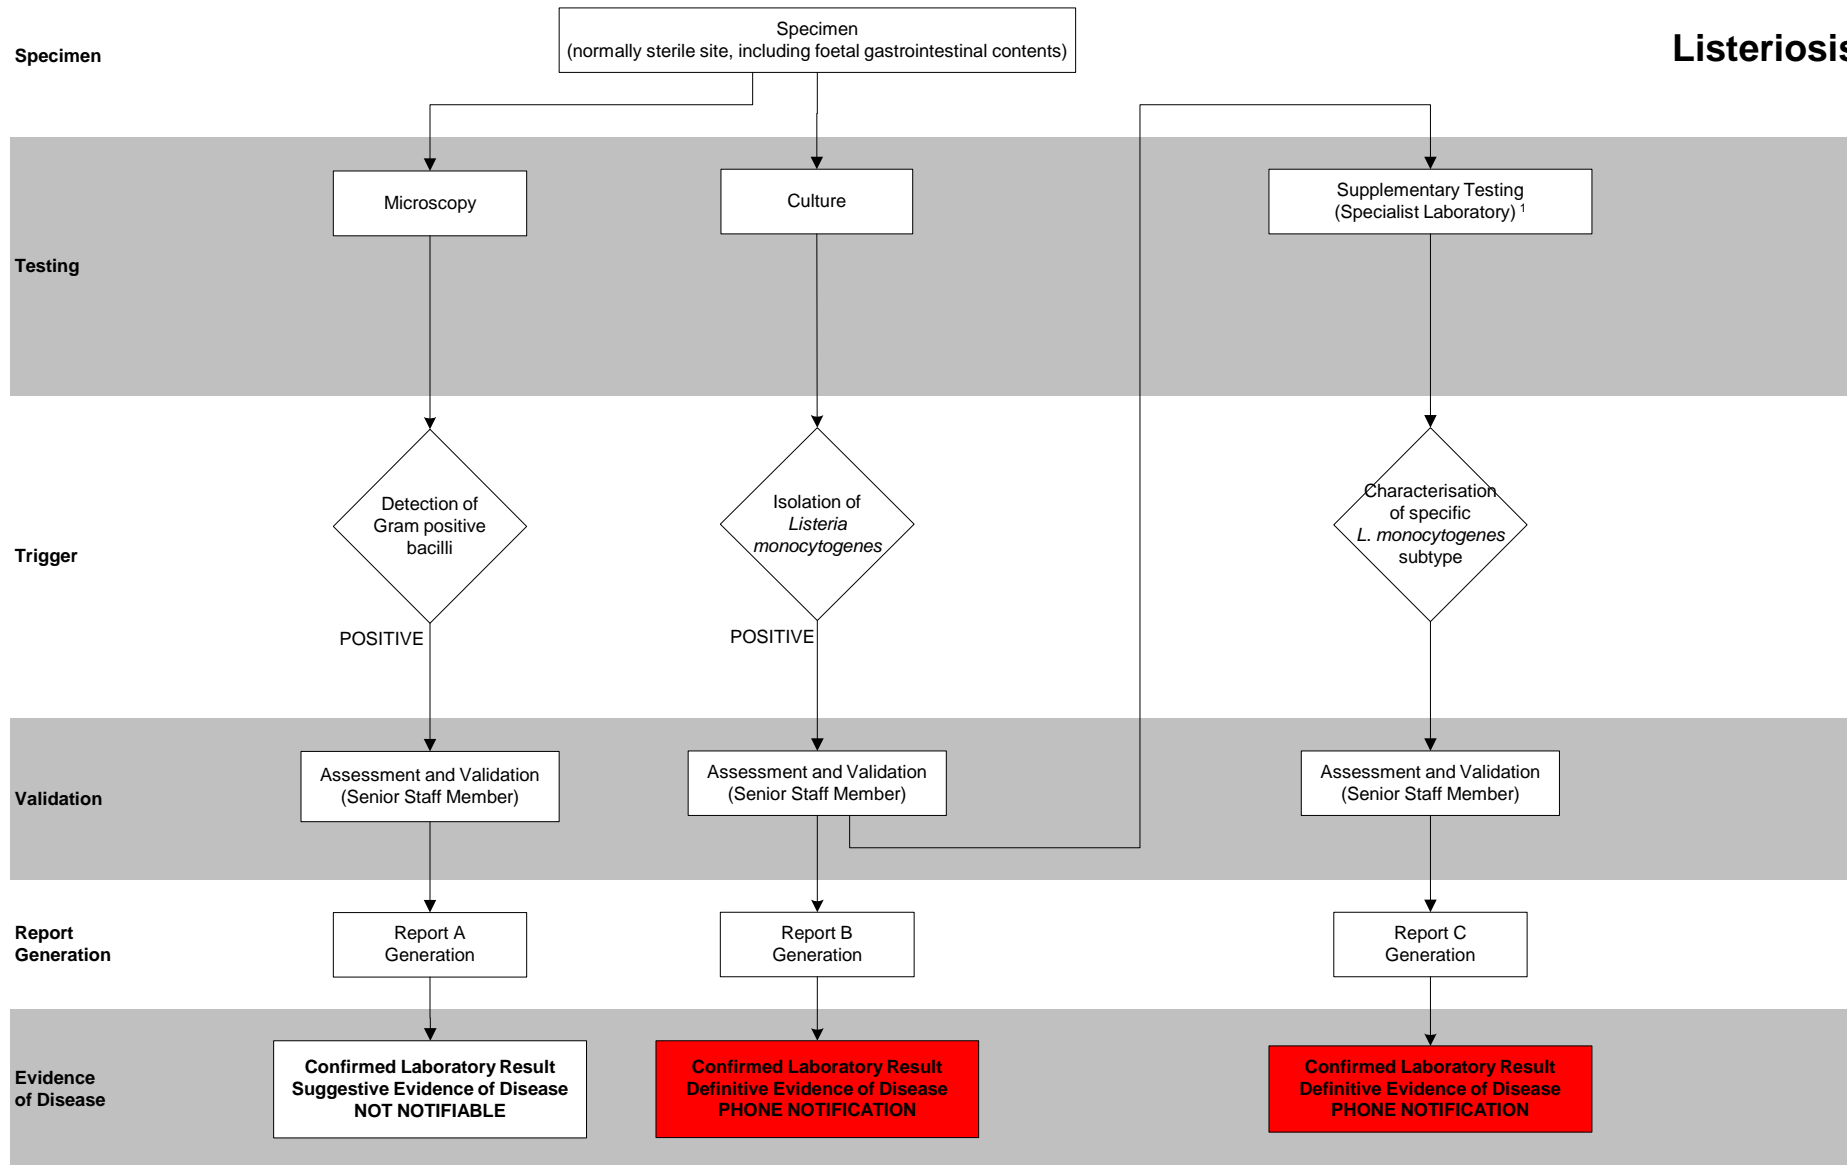 Specimen
Specimen
(normally sterile site, including foetal gastrointestinal contents)
Listeriosis
Testing
Microscopy
Culture
Supplementary Testing
(Specialist Laboratory) 1
Trigger
Detection of
Gram positive
bacilli
Isolation of
Listeria
monocytogenes
Characterisation
of specific
L. monocytogenes
subtype
POSITIVE
POSITIVE
Validation
Assessment and Validation
(Senior Staff Member)
Assessment and Validation
(Senior Staff Member)
Assessment and Validation
(Senior Staff Member)
Report
Generation
Report A
Generation
Report B
Generation
Report C
Generation
Evidence
of Disease
Confirmed Laboratory Result
Suggestive Evidence of Disease
NOT NOTIFIABLE
Confirmed Laboratory Result
Definitive Evidence of Disease
PHONE NOTIFICATION
Confirmed Laboratory Result
Definitive Evidence of Disease
PHONE NOTIFICATION